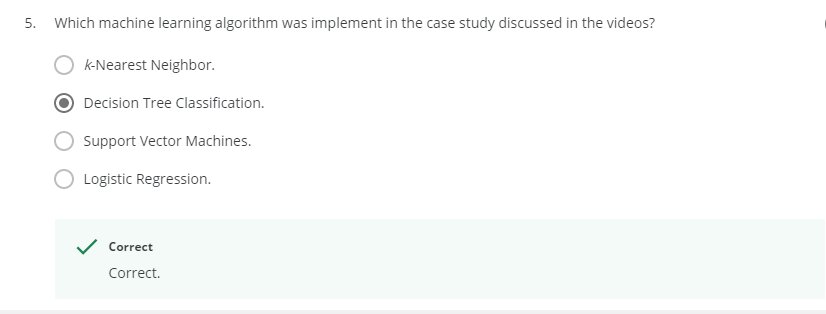 5. Which machine learning algorithm was implement in the case study discussed in the videos?
k-Nearest Neighbor.
Decision Tree Classification.
Support Vector Machines.
Logistic Regression.
Correct
Correct.